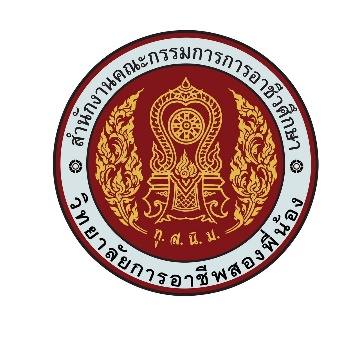 สำนักงานคณะกรรมการการอาชีวศึกษา
ทุ. ส. นิ. ม.
วิทยาลัยการอาชีพสองพี่น้อง